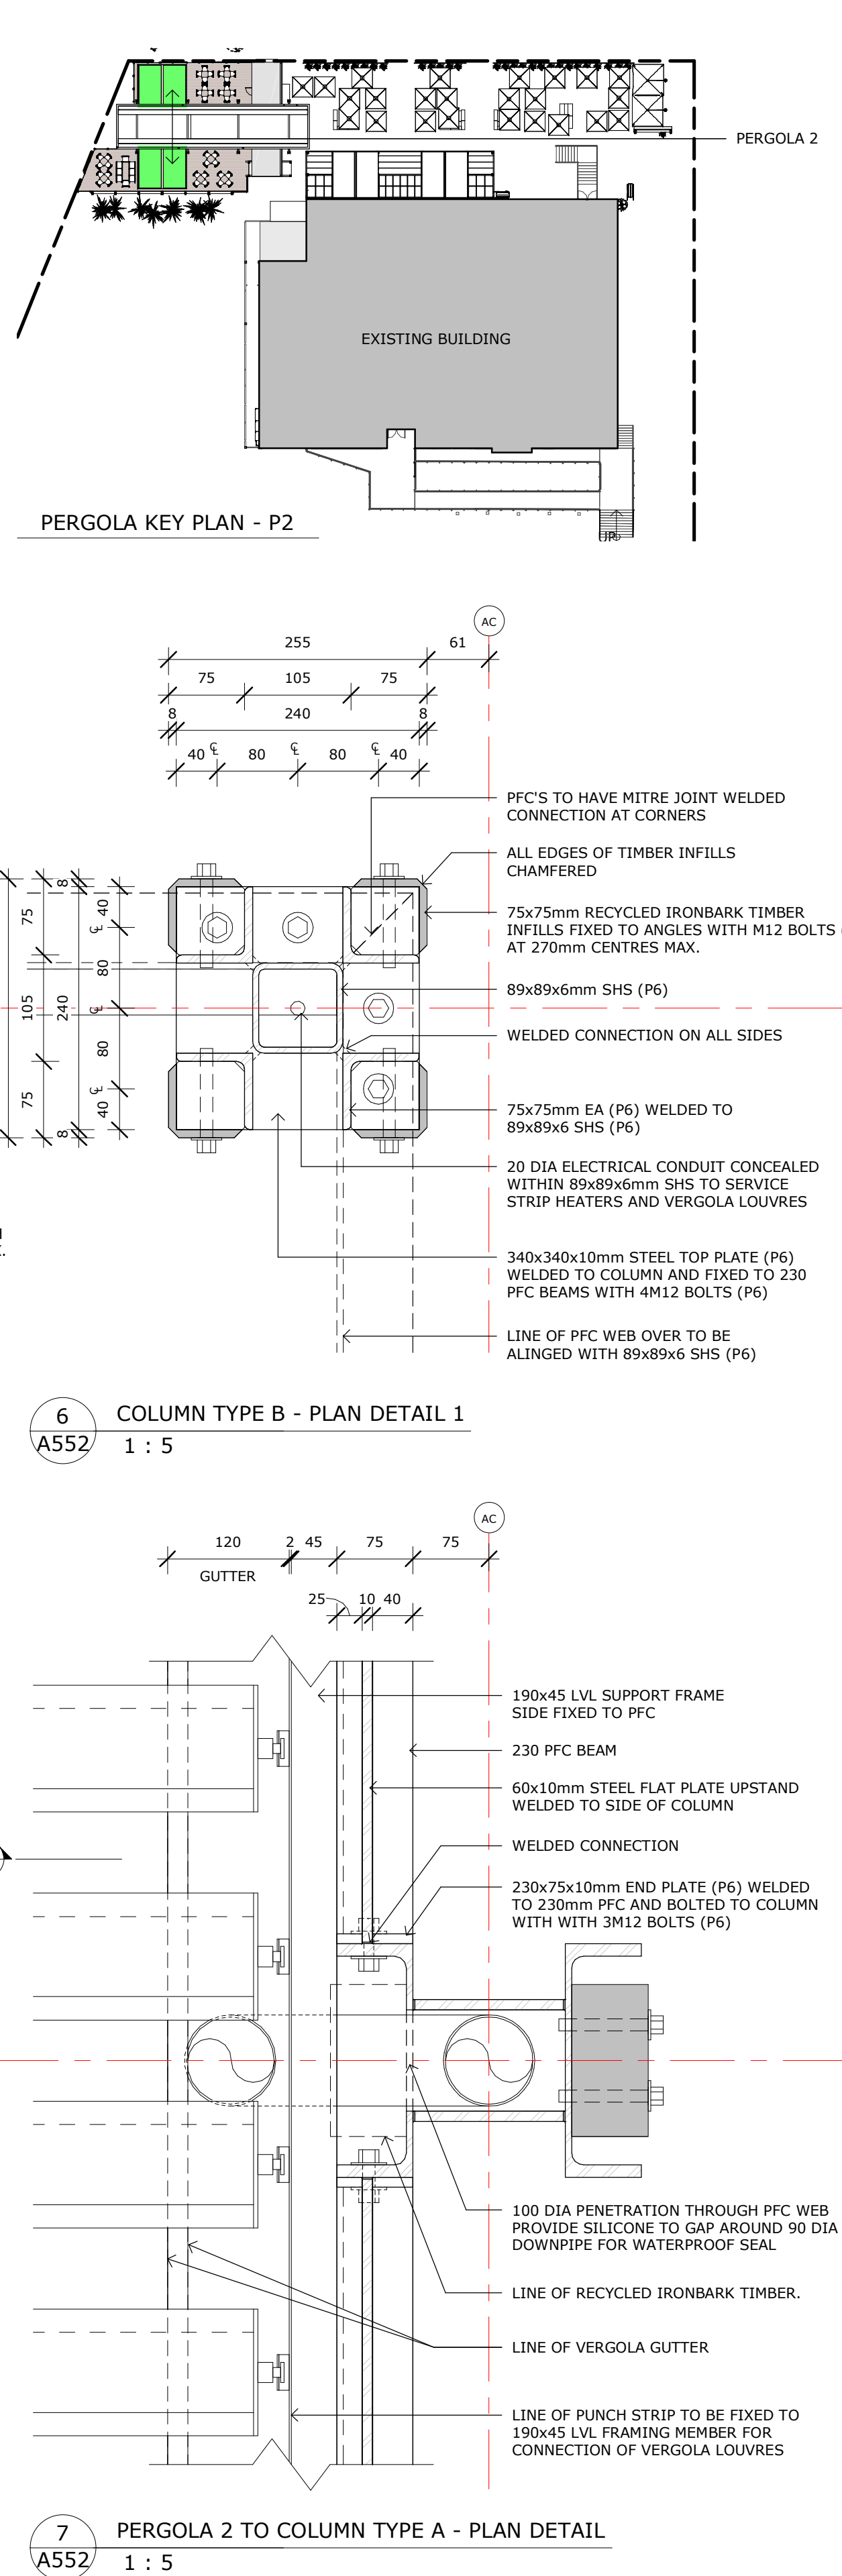 PERGOLA 2
EXISTING BUILDING
UP
PERGOLA KEY PLAN - P2
AC
255
61
75
105
75
8
240
8
40
80
80
40
75
105
75
8
240
8
40
80
80
40
PFC'S TO HAVE MITRE JOINT WELDED
CONNECTION AT CORNERS
ALL EDGES OF TIMBER INFILLS
CHAMFERED
75x75mm RECYCLED IRONBARK TIMBER
INFILLS FIXED TO ANGLES WITH M12 BOLTS (
AT 270mm CENTRES MAX.
89x89x6mm SHS (P6)
WELDED CONNECTION ON ALL SIDES
75x75mm EA (P6) WELDED TO
89x89x6 SHS (P6)
20 DIA ELECTRICAL CONDUIT CONCEALED
WITHIN 89x89x6mm SHS TO SERVICE
STRIP HEATERS AND VERGOLA LOUVRES
340x340x10mm STEEL TOP PLATE (P6)
WELDED TO COLUMN AND FIXED TO 230
PFC BEAMS WITH 4M12 BOLTS (P6)
LINE OF PFC WEB OVER TO BE
ALINGED WITH 89x89x6 SHS (P6)
6
A552
COLUMN TYPE B - PLAN DETAIL 1
1 : 5
AC
120
2
45
75
75
GUTTER
25
10
40
190x45 LVL SUPPORT FRAME
SIDE FIXED TO PFC
230 PFC BEAM
60x10mm STEEL FLAT PLATE UPSTAND
WELDED TO SIDE OF COLUMN
WELDED CONNECTION
230x75x10mm END PLATE (P6) WELDED
TO 230mm PFC AND BOLTED TO COLUMN
WITH WITH 3M12 BOLTS (P6)
100 DIA PENETRATION THROUGH PFC WEB
PROVIDE SILICONE TO GAP AROUND 90 DIA
DOWNPIPE FOR WATERPROOF SEAL
LINE OF RECYCLED IRONBARK TIMBER.
LINE OF VERGOLA GUTTER
LINE OF PUNCH STRIP TO BE FIXED TO
190x45 LVL FRAMING MEMBER FOR
CONNECTION OF VERGOLA LOUVRES
7
A552
PERGOLA 2 TO COLUMN TYPE A - PLAN DETAIL
1 : 5